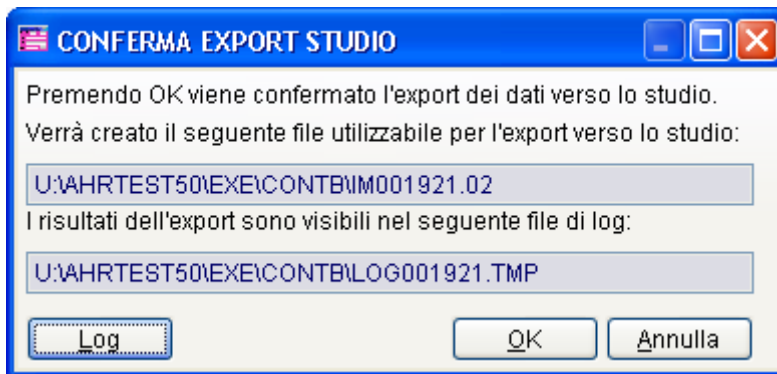 CONFERMA EXPORT STUDIO
Premendo OK viene confermato l'export dei dati verso lo studio.
Verrà creato il seguente file utilizzabile per l'export verso lo studio:
U:\AHRTEST50\EXE\CONTB\IM001921.02
I risultati dell'export sono visibili nel seguente file di log:
U:\AHRTEST50\EXE\CONTB\LOG001921.TMP
Log OK Annulla